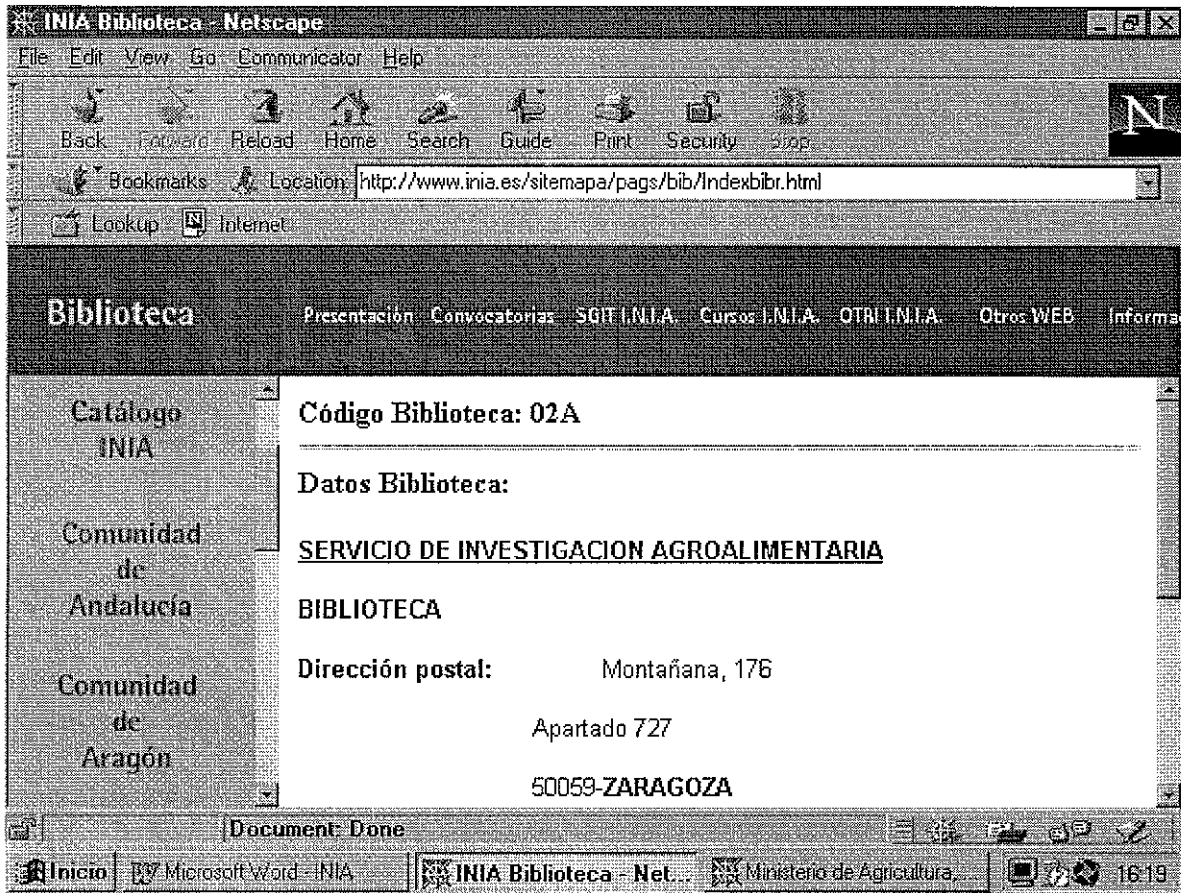 INIA Biblioteca - Netscape
File Edit View Go Communicator Help
Back Forward Reload Home Search Guide Print Security Stop
Bookmarks Location: http://www.inia.es/sitemapa/pags/bib/Indexbibr.html
Lookup Internet
Biblioteca Presentación Convocatorias SGIT I.N.I.A. Cursos I.N.I.A. OTRI I.N.I.A. Otros WEB Informa
Catálogo
INIA
Comunidad
de
Andalucía
Comunidad
de
Aragón
Código Biblioteca: 02A
Datos Biblioteca:
SERVICIO DE INVESTIGACION AGROALIMENTARIA
BIBLIOTECA
Dirección postal: Montañana, 176
Apartado 727
50059-ZARAGOZA
Document: Done
Inicio Microsoft Word - INIA INIA Biblioteca - Net... Ministerio de Agricultura,... 16:19